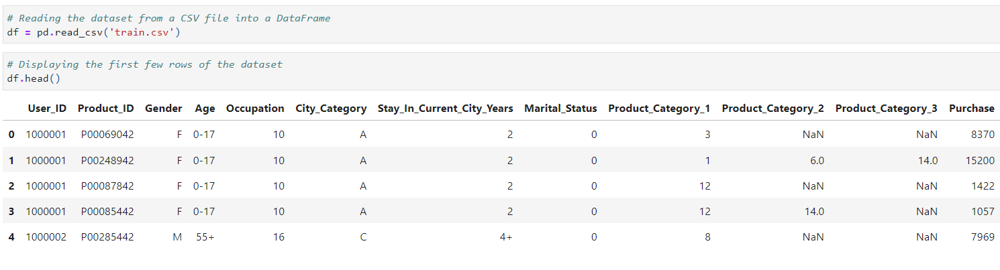 # Reading the dataset from a CSV file into a DataFrame
df = pd.read_csv('train.csv')
# Displaying the first few rows of the dataset
df.head()
User_ID Product_ID Gender Age Occupation City_Category Stay_In_Current_City_Years Marital_Status Product_Category_1 Product_Category_2 Product_Category_3 Purchase
0 1000001 P00069042 F 0-17 10 A 2 0 3 NaN NaN 8370
1 1000001 P00248942 F 0-17 10 A 2 0 1 6.0 14.0 15200
2 1000001 P00087842 F 0-17 10 A 2 0 12 NaN NaN 1422
3 1000001 P00085442 F 0-17 10 A 2 0 12 14.0 NaN 1057
4 1000002 P00285442 M 55+ 16 C 4+ 0 8 NaN NaN 7969